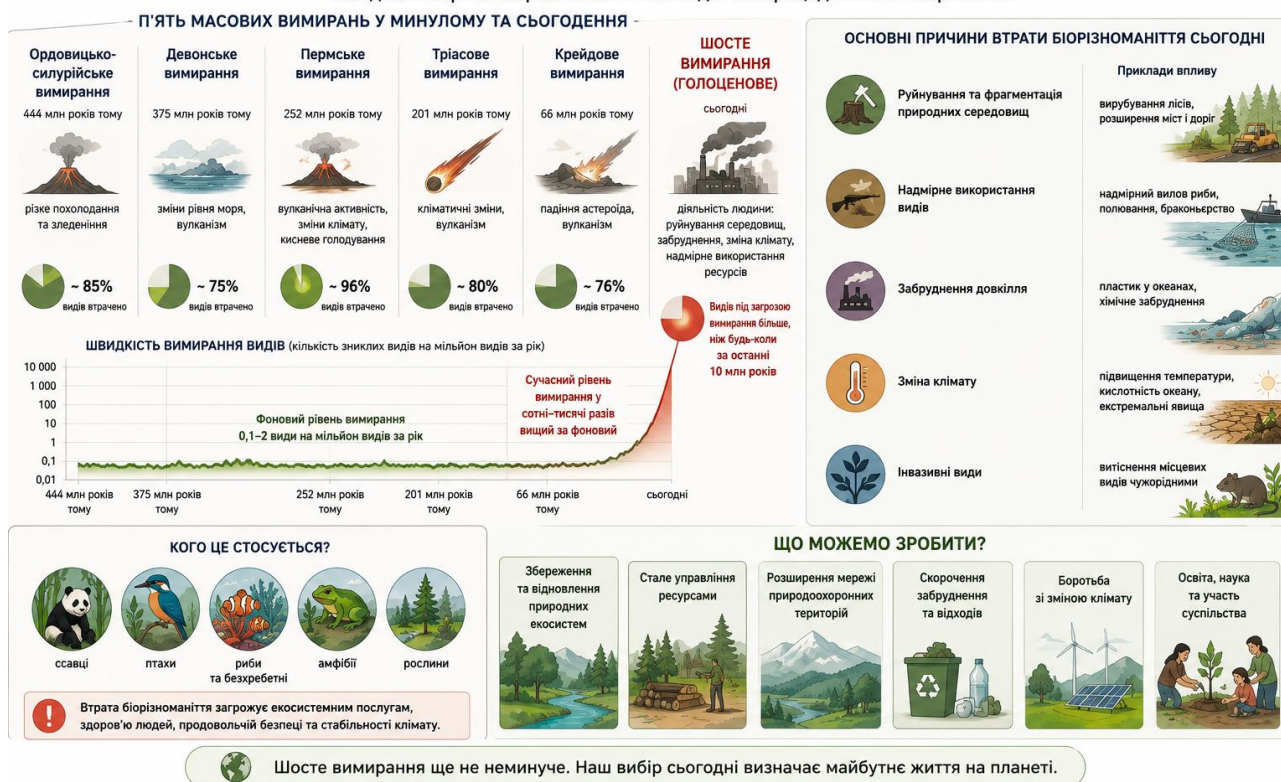 П'ЯТЬ МАСОВИХ ВИМИРАНЬ У МИНУЛОМУ ТА СЬОГОДЕННЯ
Ордовицько-
силурійське
вимирання
444 млн років тому
різке похолодання
та зледеніння
~ 85%
видів втрачено
Девонське
вимирання
375 млн років тому
зміни рівня моря,
вулканізм
~ 75%
видів втрачено
Пермське
вимирання
252 млн років тому
вулканічна активність,
зміни клімату,
кисневе голодування
~ 96%
видів втрачено
Тріасове
вимирання
201 млн років тому
кліматичні зміни,
вулканізм
~ 80%
видів втрачено
Крейдове
вимирання
66 млн років тому
падіння астероїда,
вулканізм
~ 76%
видів втрачено
ШОСТЕ
ВИМИРАННЯ
(ГОЛОЦЕНОВЕ)
сьогодні
діяльність людини:
руйнування середовищ,
забруднення, зміна клімату,
надмірне використання
ресурсів
Видів під загрозою
вимирання більше,
ніж будь-коли
за останні
10 млн років
ШВИДКІСТЬ ВИМИРАННЯ ВИДІВ (кількість зниклих видів на мільйон видів за рік)
10 000
1 000
100
10
1
0,1
0,01
Фоновий рівень вимирання
0,1–2 види на мільйон видів за рік
Сучасний рівень
вимирання у
сотні–тисячі разів
вищий за фоновий
444 млн років
тому
375 млн років
тому
252 млн років
тому
201 млн років
тому
66 млн років
тому
сьогодні
ОСНОВНІ ПРИЧИНИ ВТРАТИ БІОРІЗНОМАНІТТЯ СЬОГОДНІ
Приклади впливу
Руйнування та фрагментація
природних середовищ
вирубування лісів,
розширення міст і доріг
Надмірне використання
видів
надмірний вилов риби,
полювання, браконьєрство
Забруднення довкілля
пластик у океанах,
хімічне забруднення
Зміна клімату
підвищення температури,
кислотність океану,
екстремальні явища
Інвазивні види
витіснення місцевих
видів чужорідними
КОГО ЦЕ СТОСУЄТЬСЯ?
ссавці
птахи
риби
та безхребетні
амфібії
рослини
Втрата біорізноманіття загрожує екосистемним послугам,
здоров'ю людей, продовольчій безпеці та стабільності клімату.
ЩО МОЖЕМО ЗРОБИТИ?
Збереження
та відновлення
природних
екосистем
Стале управління
ресурсами
Розширення мережі
природоохоронних
територій
Скорочення
забруднення
та відходів
Боротьба
зі зміною клімату
Освіта, наука
та участь
суспільства
Шосте вимирання ще не неминуче. Наш вибір сьогодні визначає майбутнє життя на планеті.